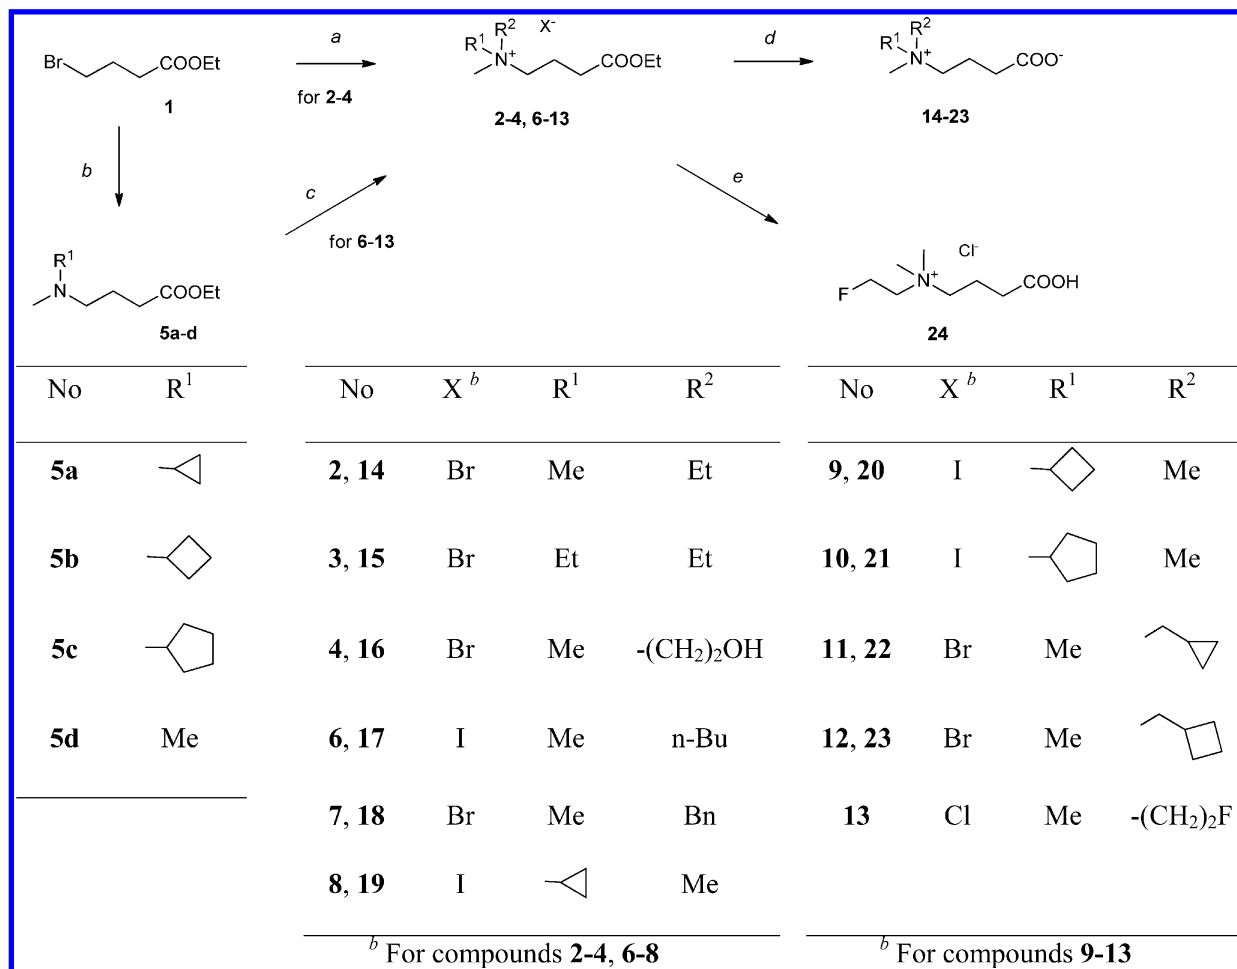 Br COOEt
1
a
for 2-4
R1 R2 X-
N+ COOEt
2-4, 6-13
d
R1 R2
N+ COO-
14-23
b
c
for 6-13
e
R1
N COOEt
5a-d
Cl-
F N+ COOH
24
No R1
5a
5b
5c
5d Me
No X b R1 R2
2, 14 Br Me Et
3, 15 Br Et Et
4, 16 Br Me -(CH2)2OH
6, 17 I Me n-Bu
7, 18 Br Me Bn
8, 19 I Me
b For compounds 2-4, 6-8
No X b R1 R2
9, 20 I Me
10, 21 I Me
11, 22 Br Me
12, 23 Br Me
13 Cl Me -(CH2)2F
b For compounds 9-13